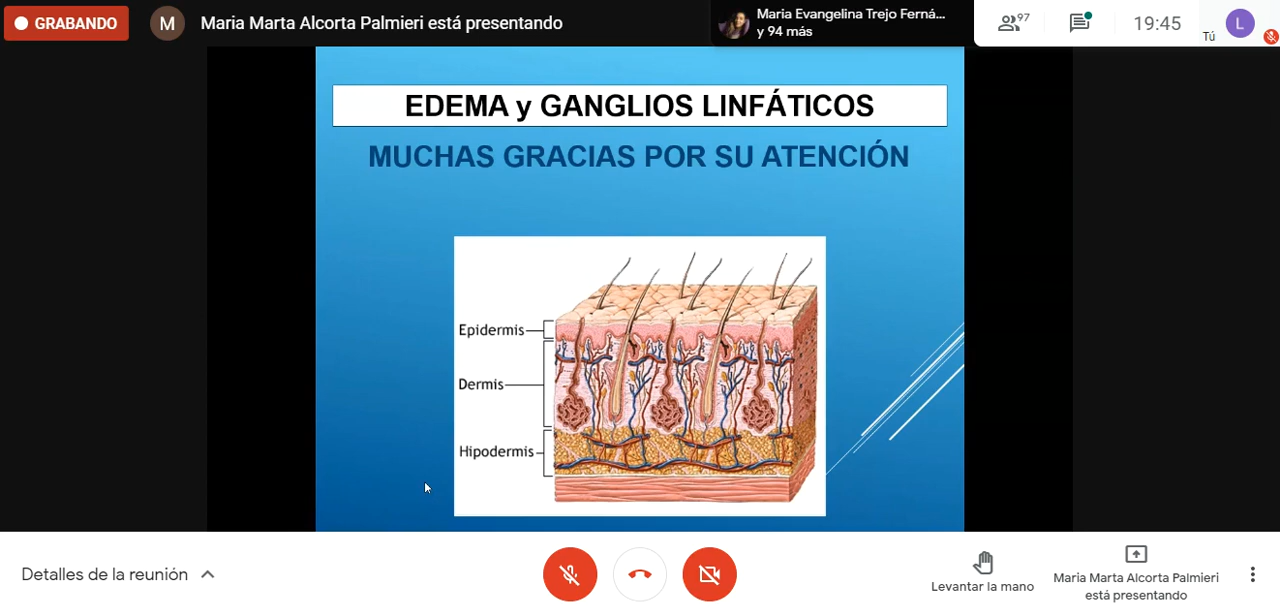 GRABANDO
M
Maria Marta Alcorta Palmieri está presentando
Maria Evangelina Trejo Ferná...
y 94 más
97
19:45
Tú
L
EDEMA y GANGLIOS LINFÁTICOS
MUCHAS GRACIAS POR SU ATENCIÓN
Epidermis
Dermis
Hipodermis
Detalles de la reunión
Levantar la mano
Maria Marta Alcorta Palmieri
está presentando